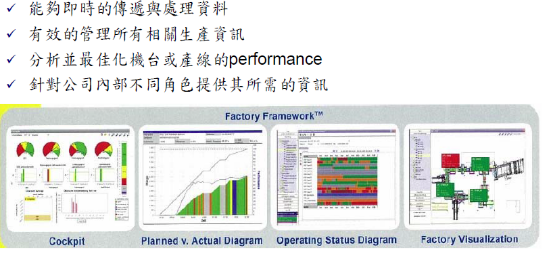 能夠即時的傳遞與處理資料
有效的管理所有相關生產資訊
分析並最佳化機台或產線的performance
針對公司內部不同角色提供其所需的資訊
Factory Framework™
Cockpit
Planned v. Actual Diagram
Operating Status Diagram
Factory Visualization